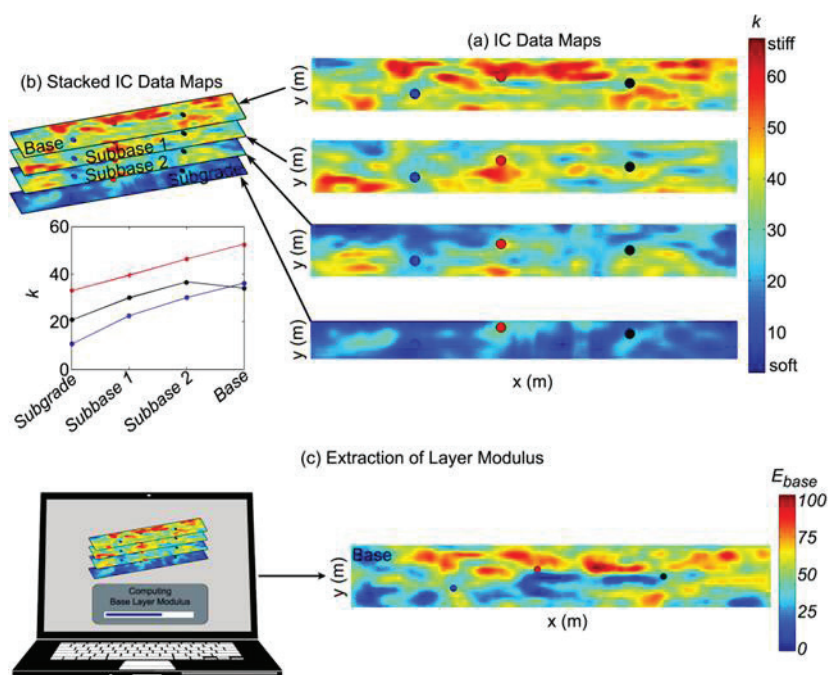 (a) IC Data Maps
k
stiff
60
50
40
30
20
10
soft
y (m)
y (m)
y (m)
y (m)
x (m)
(b) Stacked IC Data Maps
Base
Subbase 1
Subbase 2
Subgrade
60
40
20
0
k
Subgrade
Subbase 1
Subbase 2
Base
(c) Extraction of Layer Modulus
Computing
Base Layer Modulus
Base
y (m)
x (m)
E_base
100
75
50
25
0